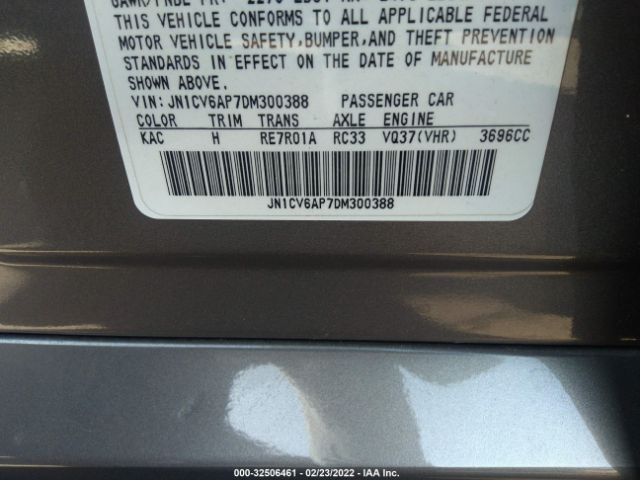 THIS VEHICLE CONFORMS TO ALL APPLICABLE FEDERAL
MOTOR VEHICLE SAFETY, BUMPER, AND THEFT PREVENTION
STANDARDS IN EFFECT ON THE DATE OF MANUFACTURE
SHOWN ABOVE.
VIN: JN1CV6AP7DM300388 PASSENGER CAR
COLOR TRIM TRANS AXLE ENGINE
KAC H RE7R01A RC33 VQ37(VHR) 3696CC
JN1CV6AP7DM300388
000-32506461 - 02/23/2022 - IAA Inc.